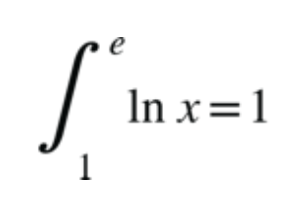 ∫₁ᵉ ln x = 1